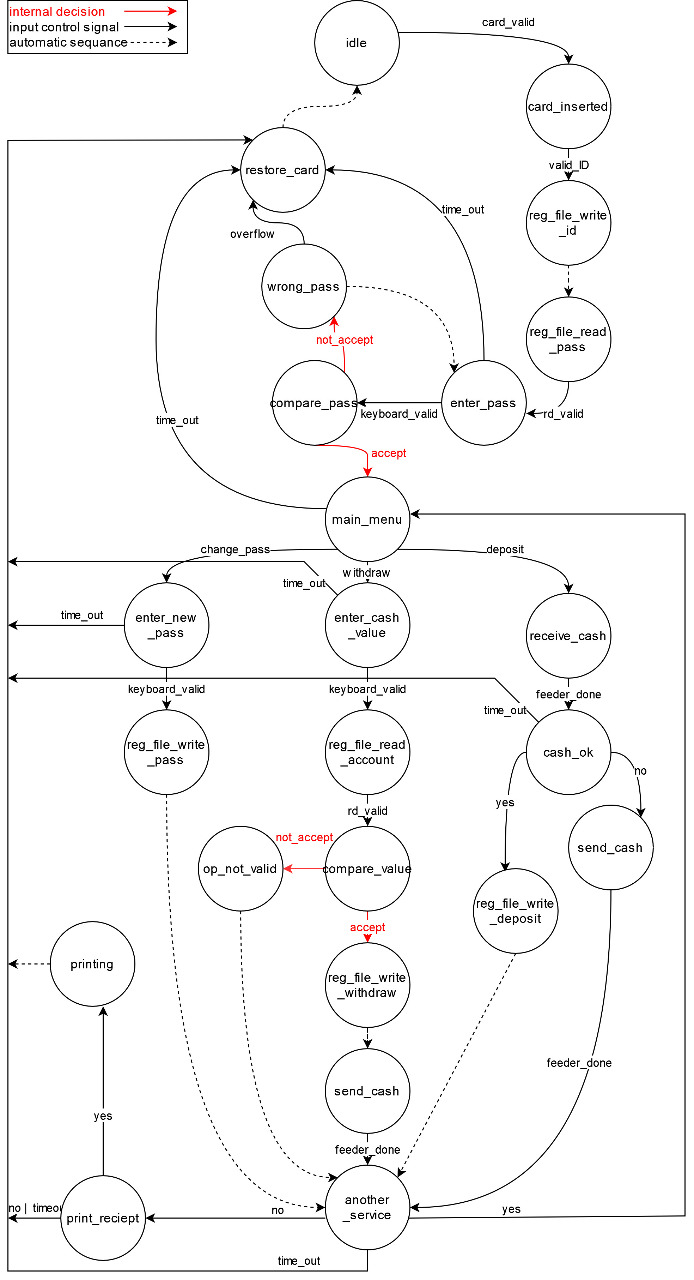 internal decision
input control signal
automatic sequance
card_valid
idle
card_inserted
valid_ID
restore_card
time_out
reg_file_write
_id
overflow
wrong_pass
not_accept
reg_file_read
_pass
compare_pass
keyboard_valid
enter_pass
rd_valid
time_out
accept
main_menu
change_pass
withdraw
deposit
time_out
time_out
enter_new
_pass
enter_cash
_value
receive_cash
keyboard_valid
keyboard_valid
feeder_done
time_out
reg_file_write
_pass
reg_file_read
_account
cash_ok
no
yes
rd_valid
not_accept
send_cash
op_not_valid
compare_value
reg_file_write
_deposit
accept
printing
reg_file_write
_withdraw
feeder_done
send_cash
yes
feeder_done
no | timeou
print_reciept
no
another
_service
yes
time_out